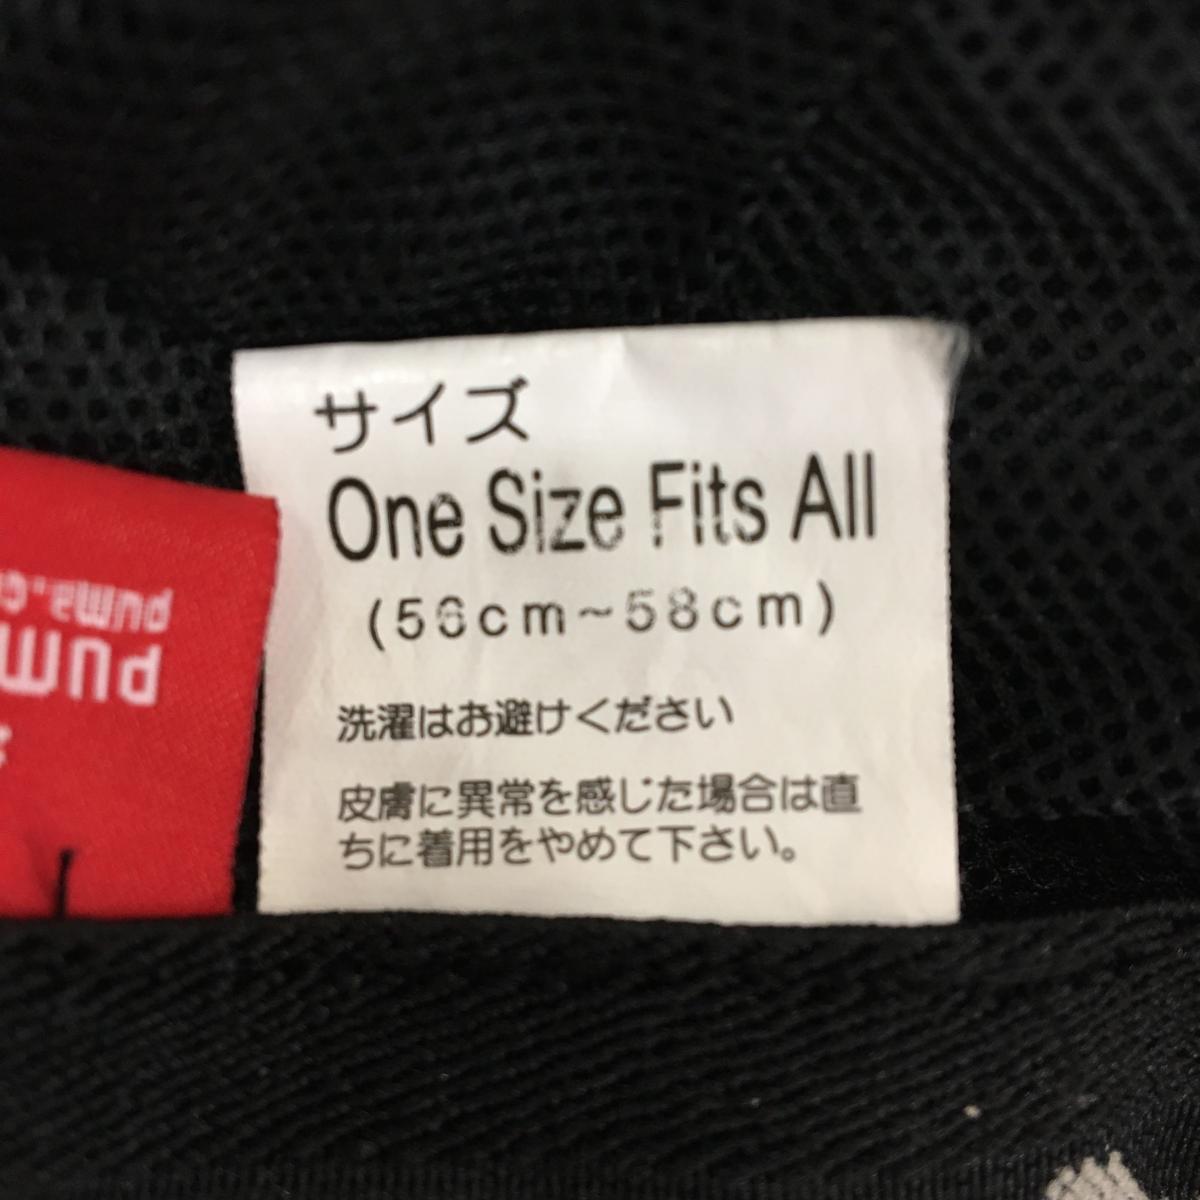 サイズ
One Size Fits All
(56cm~58cm)
洗濯はお避けください
皮膚に異常を感じた場合は直
ちに着用をやめて下さい。
puma.c
PUM